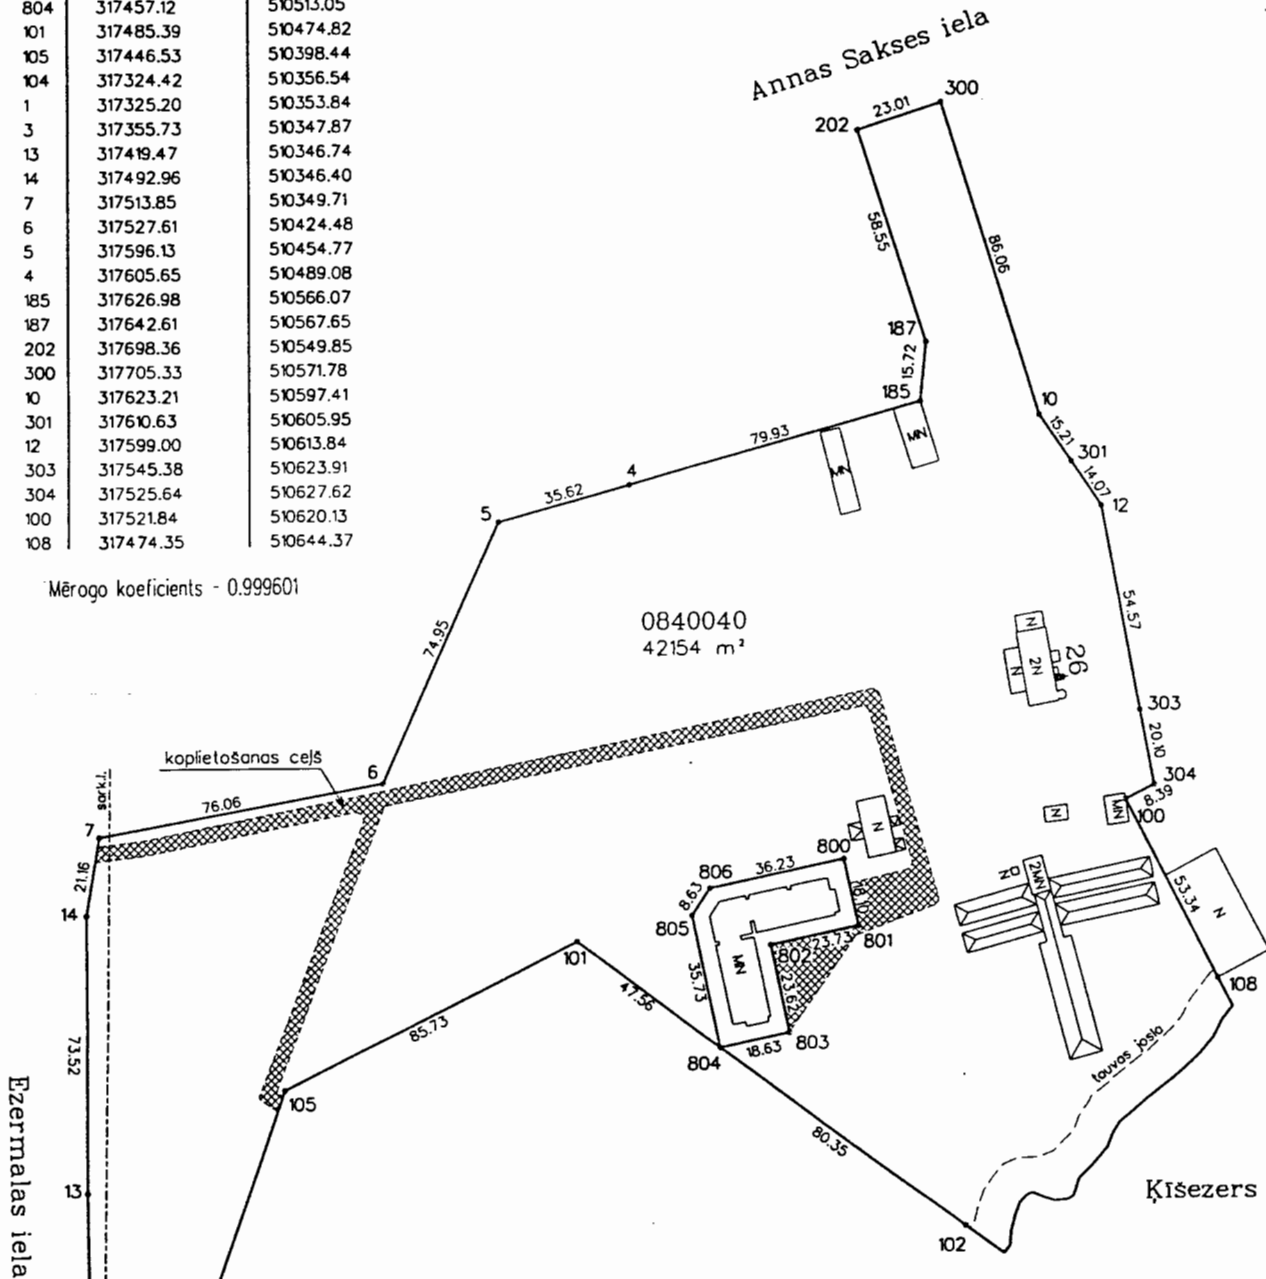 804 317457.12 510513.05
101 317485.39 510474.82
105 317446.53 510398.44
104 317324.42 510356.54
1 317325.20 510353.84
3 317355.73 510347.87
13 317419.47 510346.74
14 317492.96 510346.40
7 317513.85 510349.71
6 317527.61 510424.48
5 317596.13 510454.77
4 317605.65 510489.08
185 317626.98 510566.07
187 317642.61 510567.65
202 317698.36 510549.85
300 317705.33 510571.78
10 317623.21 510597.41
301 317610.63 510605.95
12 317599.00 510613.84
303 317545.38 510623.91
304 317525.64 510627.62
100 317521.84 510620.13
108 317474.35 510644.37
Mērogo koeficients - 0.999601
Annas Sakses iela
300
23.01
202
58.55
86.06
187
15.72
185
10
15.21
301
14.07
12
79.93
MN
MN
4
35.62
5
74.95
0840040
42154 m²
54.57
N
2N
N
26
303
20.10
304
8.39
100
koplietošanas ceļš
6
76.06
sark.l.
7
21.16
14
N
MN
N
800
36.23
806
8.63
805
18.10
801
23.73
802
MN
35.73
23.62
803
18.63
804
N
2MN
53.34
N
108
101
47.56
85.73
105
73.52
tauvas josla
80.35
13
Ezermalas iela
Ķīšezers
102